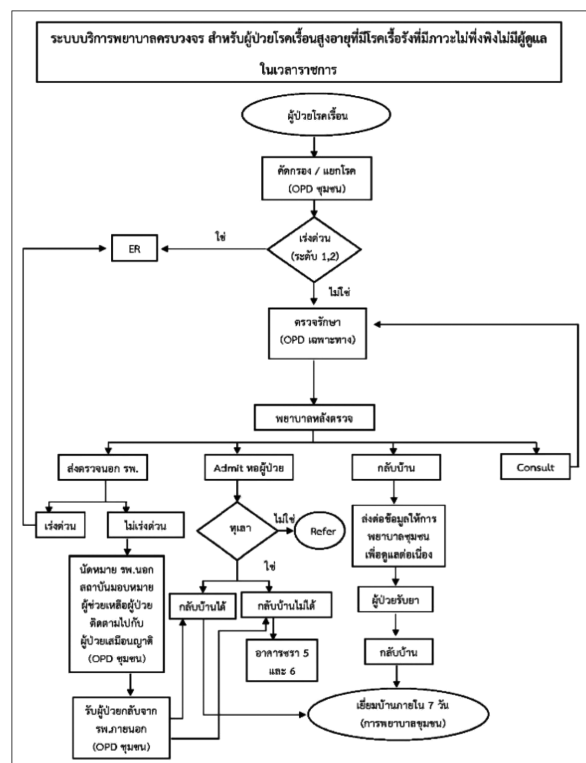 ระบบบริการพยาบาลครบวงจร สำหรับผู้ป่วยโรคเรื้อนสูงอายุที่มีโรคเรื้อรังที่มีภาวะไม่พึ่งพิงไม่มีผู้ดูแล
ในเวลาราชการ
ผู้ป่วยโรคเรื้อน
คัดกรอง / แยกโรค
(OPD ชุมชน)
ใช่
ER
เร่งด่วน
(ระดับ 1,2)
ไม่ใช่
ตรวจรักษา
(OPD เฉพาะทาง)
พยาบาลหลังตรวจ
ส่งตรวจนอก รพ.
Admit หอผู้ป่วย
กลับบ้าน
Consult
เร่งด่วน
ไม่เร่งด่วน
ทุเลา
ไม่ใช่
Refer
ส่งต่อข้อมูลให้การ
พยาบาลชุมชน
เพื่อดูแลต่อเนื่อง
ใช่
นัดหมาย รพ.นอก
สถาบันมอบหมาย
ผู้ช่วยเหลือผู้ป่วย
ติดตามไปกับ
ผู้ป่วยเสมือนญาติ
(OPD ชุมชน)
กลับบ้านได้
กลับบ้านไม่ได้
ผู้ป่วยรับยา
อาคารชรา 5
และ 6
กลับบ้าน
รับผู้ป่วยกลับจาก
รพ.ภายนอก
(OPD ชุมชน)
เยี่ยมบ้านภายใน 7 วัน
(การพยาบาลชุมชน)